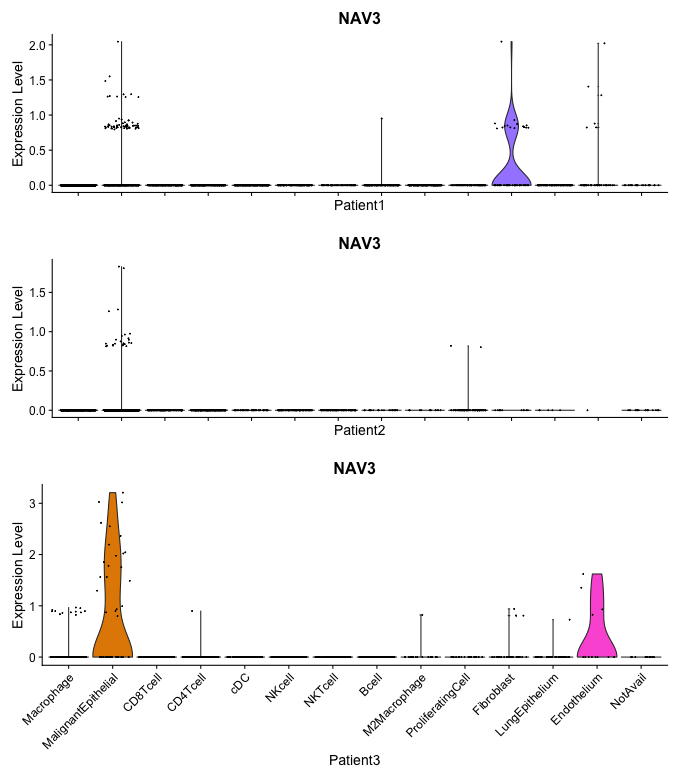 NAV3
Expression Level
2.0
1.5
1.0
0.5
0.0
Patient1
NAV3
Expression Level
1.5
1.0
0.5
0.0
Patient2
NAV3
Expression Level
3
2
1
0
Macrophage
MalignantEpithelial
CD8Tcell
CD4Tcell
cDC
NKcell
NKTcell
Bcell
M2Macrophage
ProliferatingCell
Fibroblast
LungEpithelium
Endothelium
NotAvail
Patient3